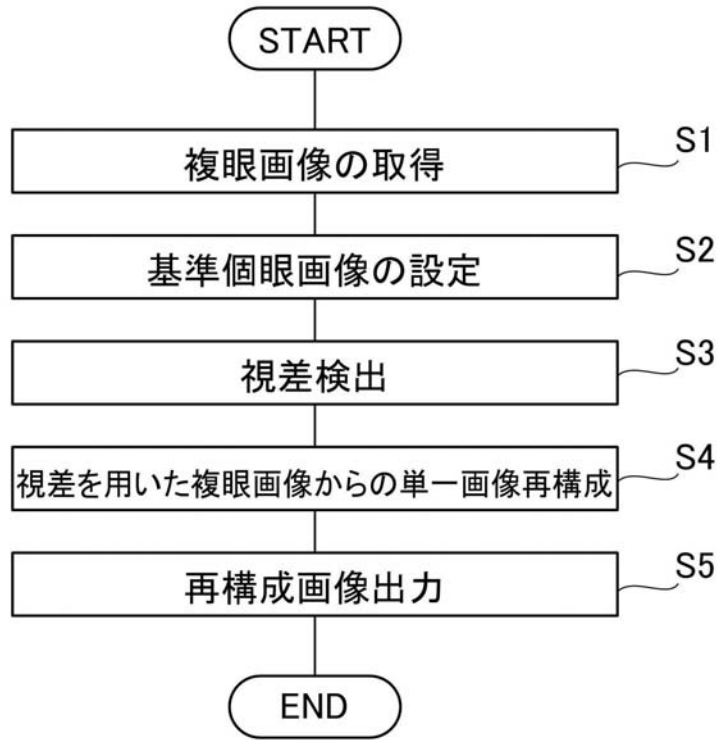 START
複眼画像の取得
S1
基準個眼画像の設定
S2
視差検出
S3
視差を用いた複眼画像からの単一画像再構成
S4
再構成画像出力
S5
END